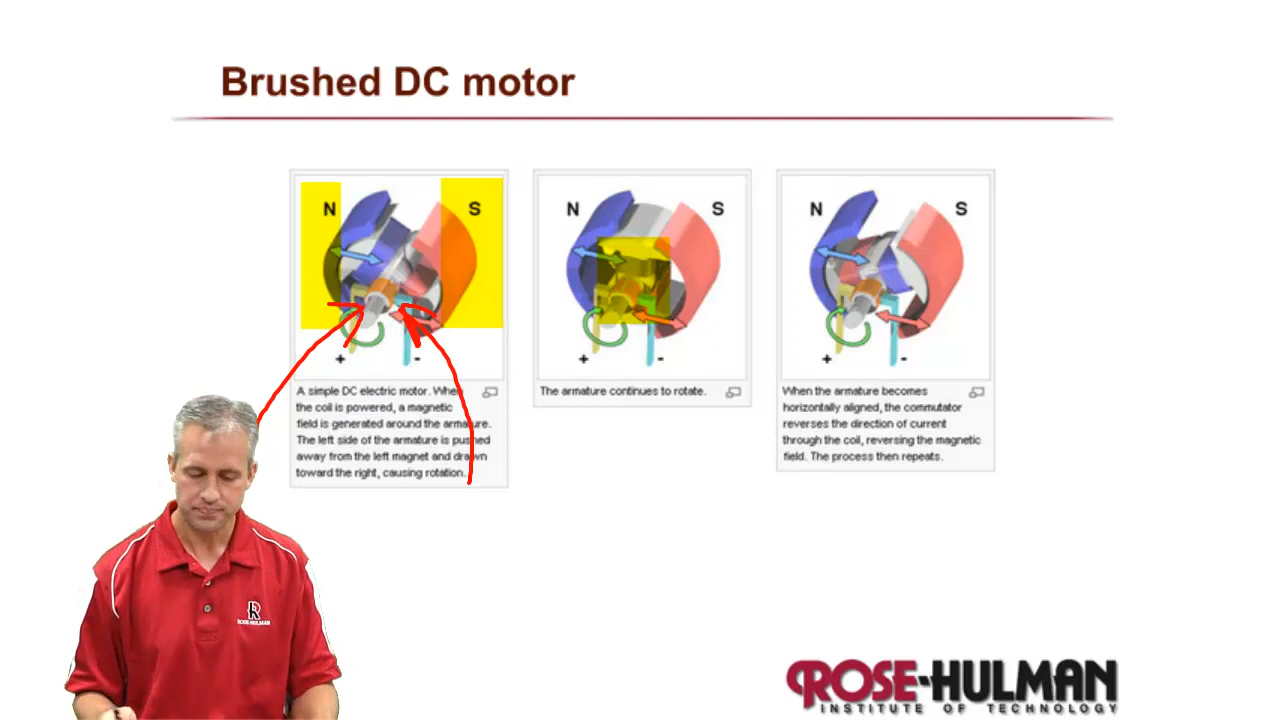 Brushed DC motor
N S
+ -
A simple DC electric motor. When
the coil is powered, a magnetic
field is generated around the armature.
The left side of the armature is pushed
away from the left magnet and drawn
toward the right, causing rotation.
N S
+ -
The armature continues to rotate.
N S
+ -
When the armature becomes
horizontally aligned, the commutator
reverses the direction of current
through the coil, reversing the magnetic
field. The process then repeats.
R
ROSE-HULMAN
ROSE-HULMAN
INSTITUTE OF TECHNOLOGY